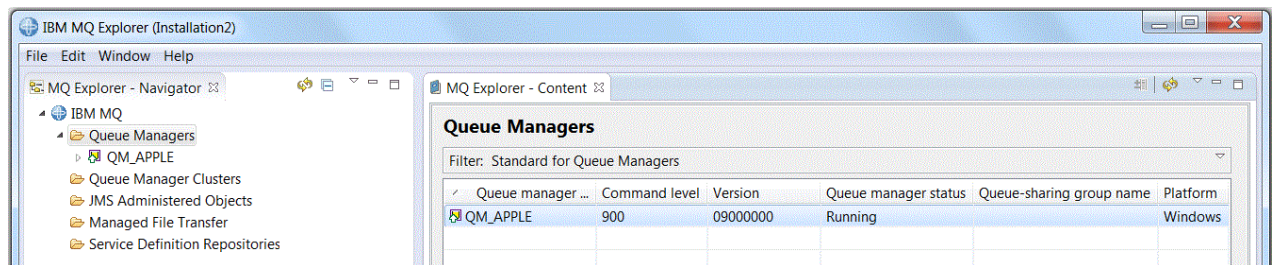 IBM MQ Explorer (Installation2)
File Edit Window Help
MQ Explorer - Navigator
IBM MQ
Queue Managers
QM_APPLE
Queue Manager Clusters
JMS Administered Objects
Managed File Transfer
Service Definition Repositories
MQ Explorer - Content
Queue Managers
Filter: Standard for Queue Managers
Queue manager ... Command level Version Queue manager status Queue-sharing group name Platform
QM_APPLE 900 09000000 Running Windows